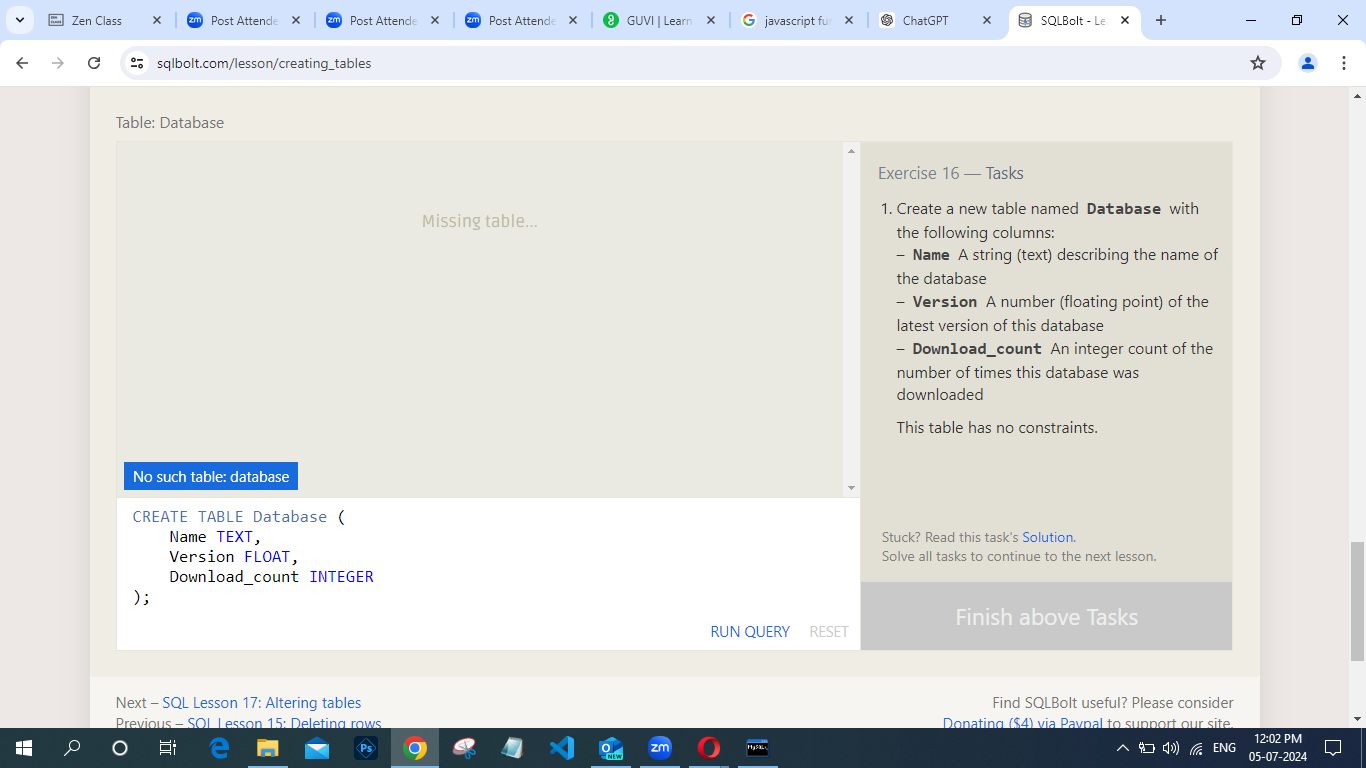 Zen Class
Post Attende
Post Attende
Post Attende
GUVI | Learn
javascript fun
ChatGPT
SQLBolt - Le
sqlbolt.com/lesson/creating_tables
Table: Database
Missing table...
No such table: database
CREATE TABLE Database (
Name TEXT,
Version FLOAT,
Download_count INTEGER
);
RUN QUERY RESET
Exercise 16 — Tasks
1. Create a new table named Database with
the following columns:
– Name A string (text) describing the name of
the database
– Version A number (floating point) of the
latest version of this database
– Download_count An integer count of the
number of times this database was
downloaded
This table has no constraints.
Stuck? Read this task's Solution.
Solve all tasks to continue to the next lesson.
Finish above Tasks
Next – SQL Lesson 17: Altering tables
Previous – SQL Lesson 15: Deleting rows
Find SQLBolt useful? Please consider
Donating ($4) via Paypal to support our site.
ENG
12:02 PM
05-07-2024